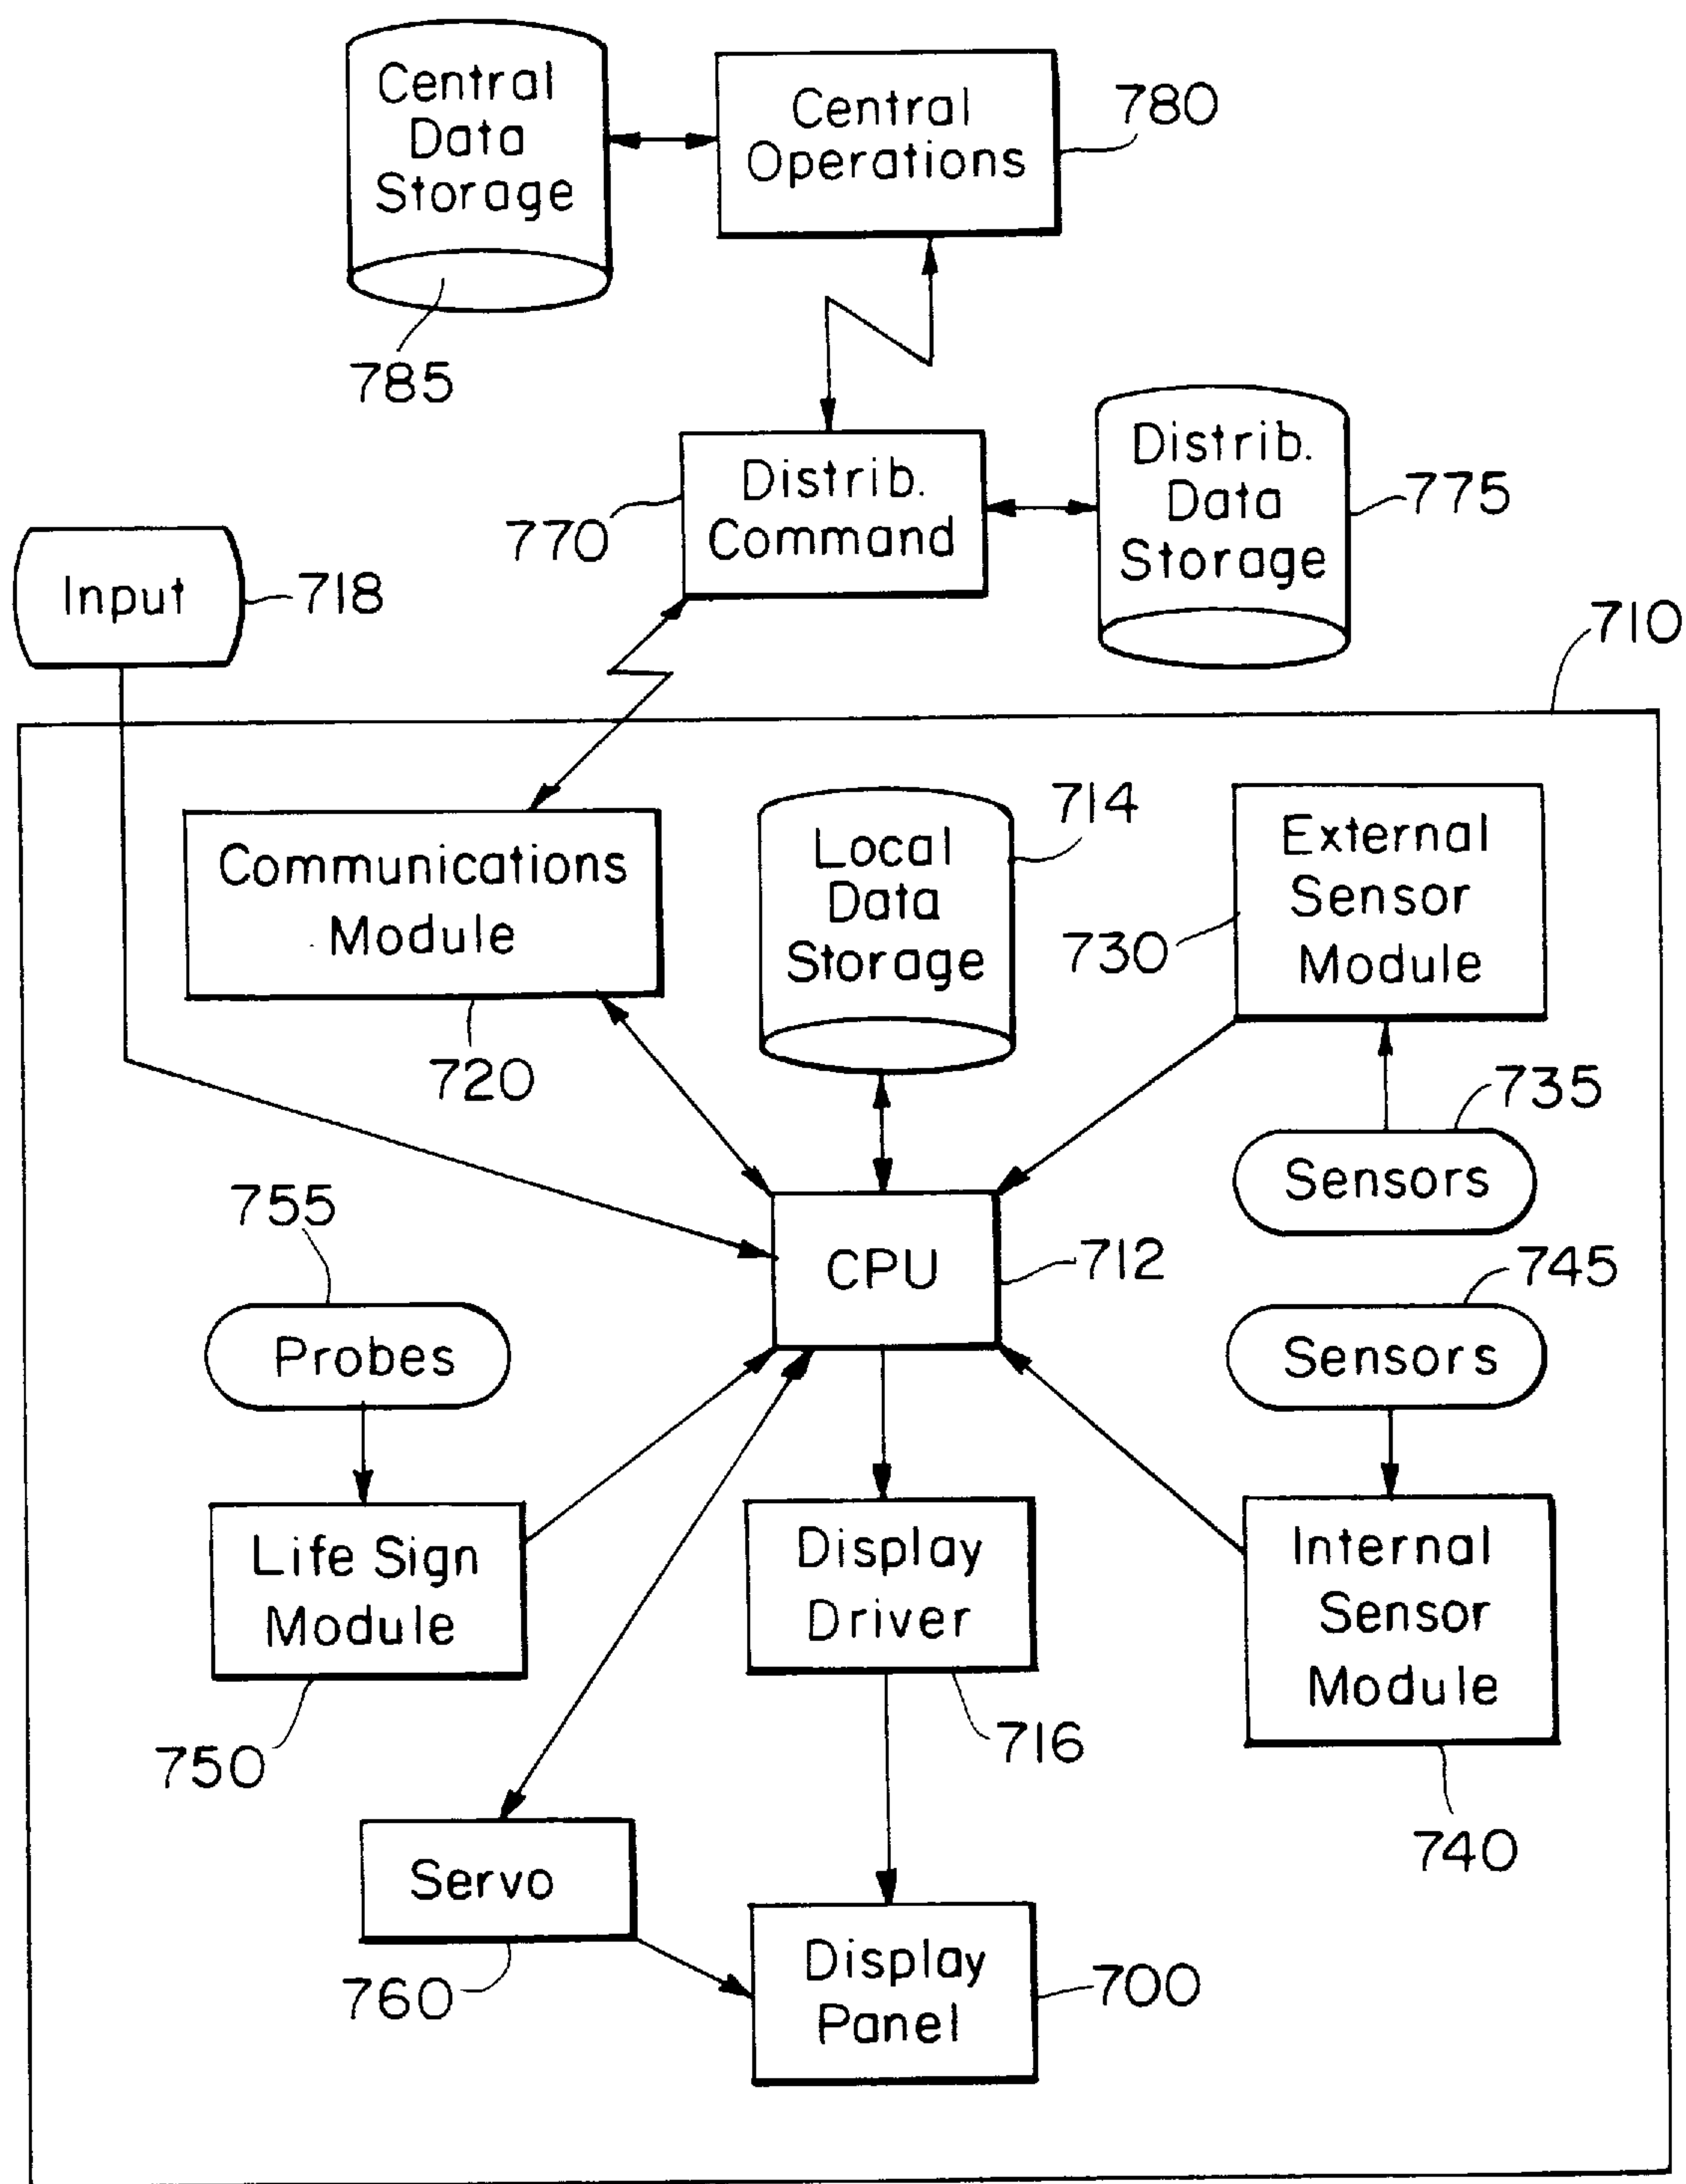 Central
Data
Storage
785
Central
Operations
780
Distrib.
Command
770
Distrib.
Data
Storage
775
Input
718
710
Communications
Module
720
Local
Data
Storage
714
External
Sensor
Module
730
Sensors
735
CPU
712
755
Probes
745
Sensors
Life Sign
Module
750
Display
Driver
716
Internal
Sensor
Module
740
Servo
760
Display
Panel
700